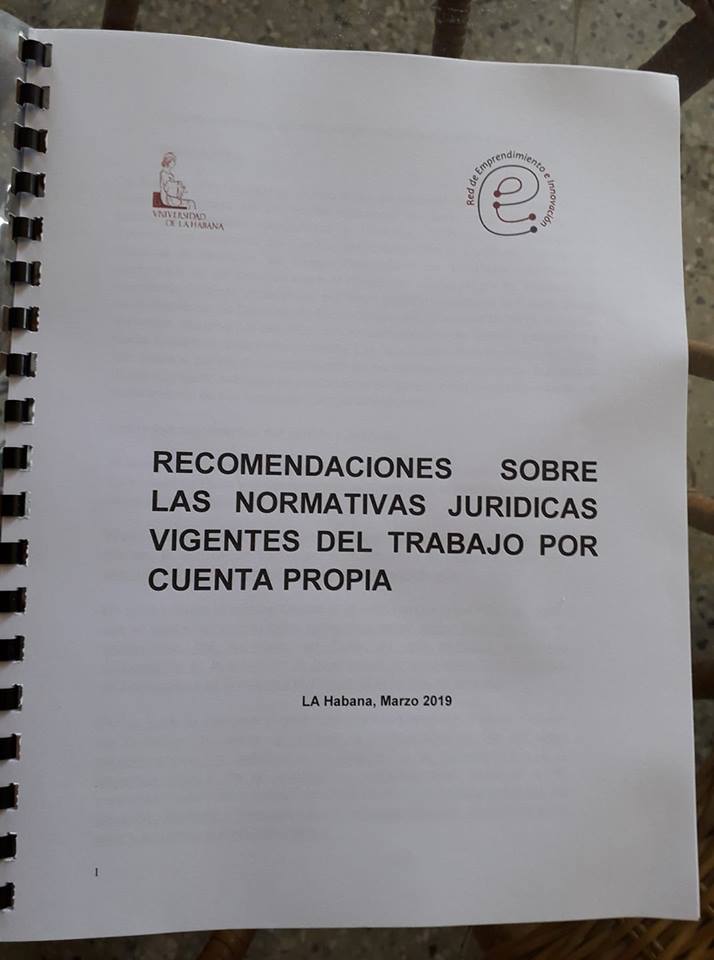 VNIVERSIDAD
DE LA HABANA
Red de Emprendimiento e Innovación
RECOMENDACIONES SOBRE
LAS NORMATIVAS JURIDICAS
VIGENTES DEL TRABAJO POR
CUENTA PROPIA
LA Habana, Marzo 2019
1